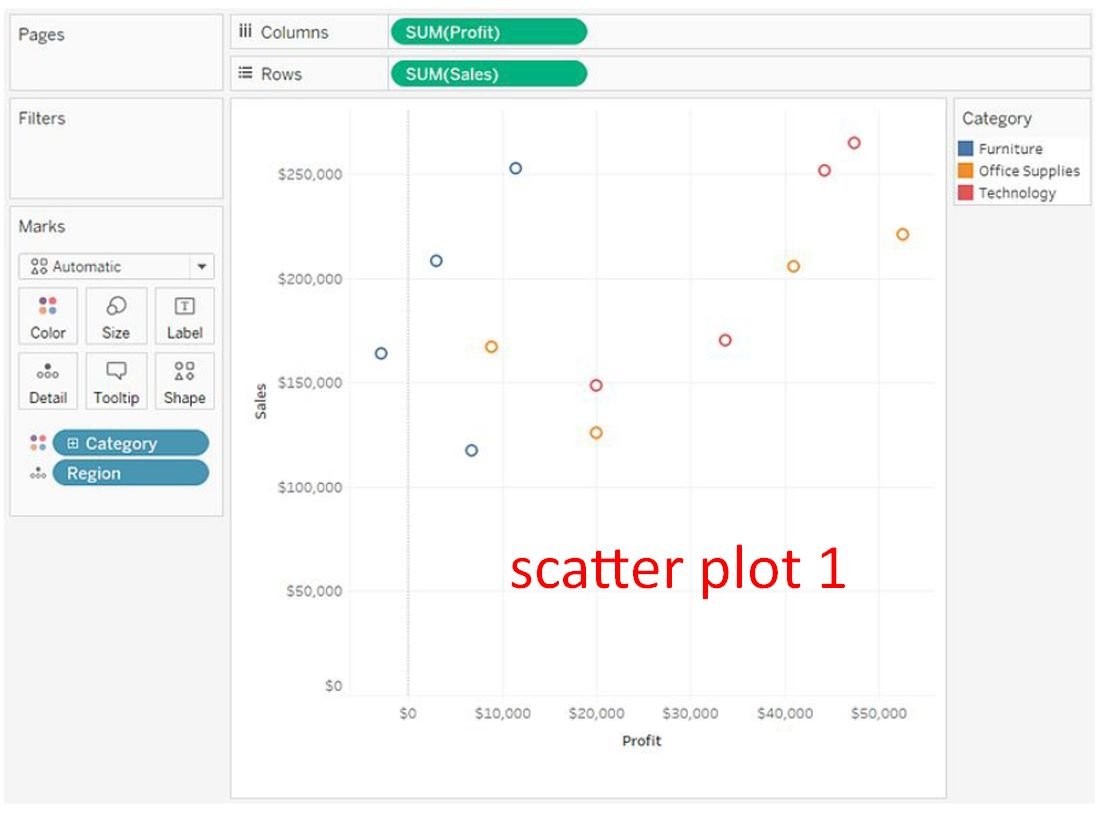 Pages
Columns
SUM(Profit)
Rows
SUM(Sales)
Filters
Marks
Automatic
Color
Size
Label
Detail
Tooltip
Shape
Category
Region
$250,000
$200,000
$150,000
$100,000
$50,000
$0
Sales
scatter plot 1
$0
$10,000
$20,000
$30,000
$40,000
$50,000
Profit
Category
Furniture
Office Supplies
Technology